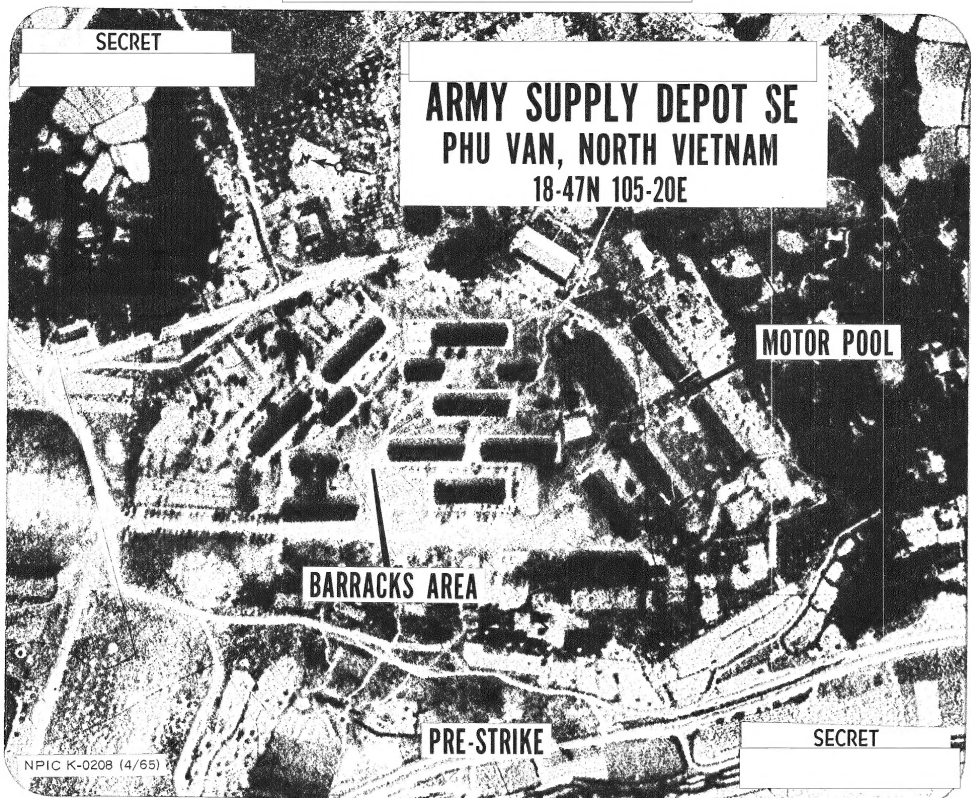 SECRET
ARMY SUPPLY DEPOT SE
PHU VAN, NORTH VIETNAM
18-47N 105-20E
MOTOR POOL
BARRACKS AREA
PRE-STRIKE
SECRET
NPIC K-0208 (4/65)